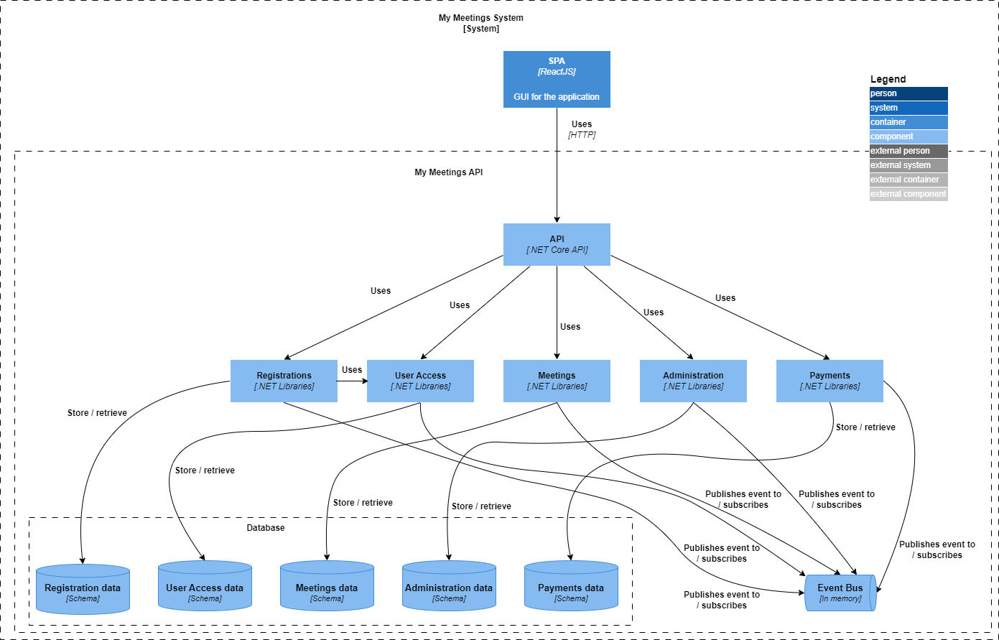 My Meetings System
[System]
SPA
[ReactJS]
GUI for the application
Legend
person
system
container
component
external person
external system
external container
external component
Uses
[HTTP]
My Meetings API
API
[.NET Core API]
Uses
Uses
Uses
Uses
Uses
Registrations
[.NET Libraries]
Uses
User Access
[.NET Libraries]
Meetings
[.NET Libraries]
Administration
[.NET Libraries]
Payments
[.NET Libraries]
Store / retrieve
Store / retrieve
Store / retrieve
Store / retrieve
Store / retrieve
Publishes event to
/ subscribes
Publishes event to
/ subscribes
Publishes event to
/ subscribes
Publishes event to
/ subscribes
Publishes event to
/ subscribes
Database
Registration data
[Schema]
User Access data
[Schema]
Meetings data
[Schema]
Administration data
[Schema]
Payments data
[Schema]
Event Bus
[In memory]